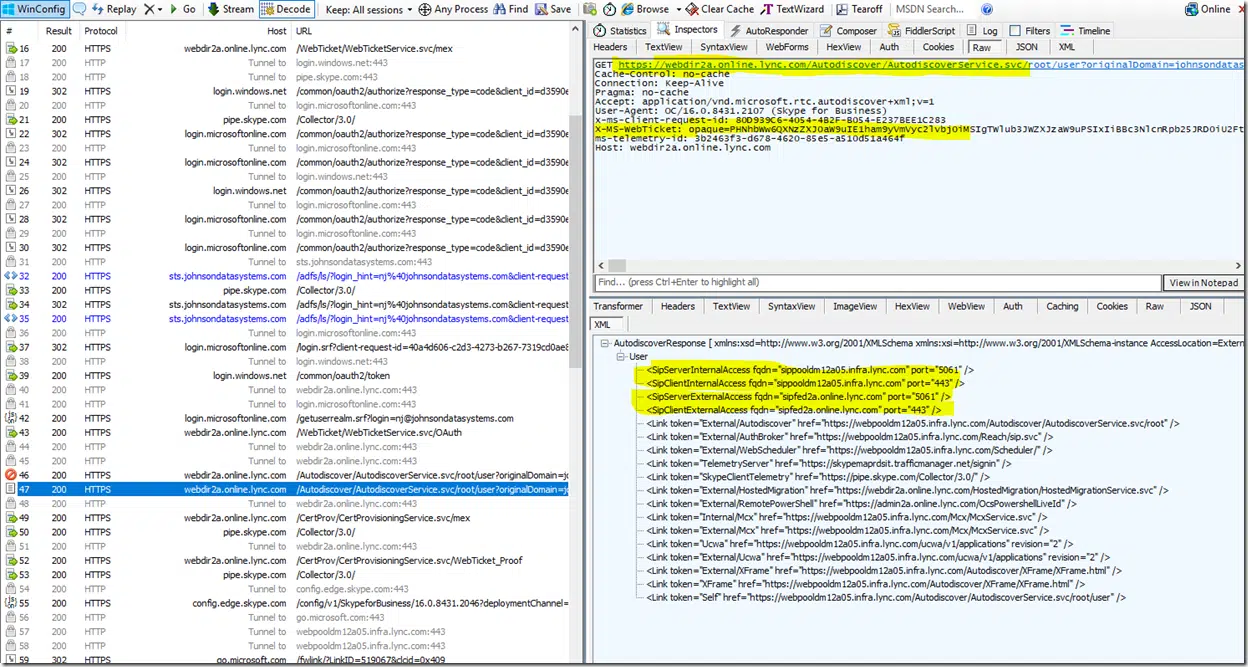 WinConfig Replay Go Stream Decode Keep: All sessions Any Process Find Save Browse Clear Cache TextWizard Tearoff MSDN Search... Online
# Result Protocol Host URL
16 200 HTTPS webdir2a.online.lync.com /WebTicket/WebTicketService.svc/mex
17 200 HTTP Tunnel to login.windows.net:443
18 200 HTTP Tunnel to pipe.skype.com:443
19 302 HTTPS login.windows.net /common/oauth2/authorize?response_type=code&client_id=d3590e
20 200 HTTP Tunnel to login.microsoftonline.com:443
21 200 HTTPS pipe.skype.com /Collector/3.0/
22 302 HTTPS login.microsoftonline.com /common/oauth2/authorize?response_type=code&client_id=d3590e
23 200 HTTP Tunnel to login.microsoftonline.com:443
24 302 HTTPS login.microsoftonline.com /common/oauth2/authorize?response_type=code&client_id=d3590e
25 200 HTTP Tunnel to login.windows.net:443
26 302 HTTPS login.windows.net /common/oauth2/authorize?response_type=code&client_id=d3590e
27 200 HTTP Tunnel to login.microsoftonline.com:443
28 302 HTTPS login.microsoftonline.com /common/oauth2/authorize?response_type=code&client_id=d3590e
29 200 HTTP Tunnel to login.microsoftonline.com:443
30 302 HTTPS login.microsoftonline.com /common/oauth2/authorize?response_type=code&client_id=d3590e
31 200 HTTP Tunnel to sts.johnsondatasystems.com:443
32 200 HTTPS sts.johnsondatasystems.com /adfs/ls/?login_hint=nj%40johnsondatasystems.com&client-request
33 200 HTTPS pipe.skype.com /Collector/3.0/
34 302 HTTPS sts.johnsondatasystems.com /adfs/ls/?login_hint=nj%40johnsondatasystems.com&client-request
35 200 HTTPS sts.johnsondatasystems.com /adfs/ls/?login_hint=nj%40johnsondatasystems.com&client-request
36 200 HTTP Tunnel to login.microsoftonline.com:443
37 302 HTTPS login.microsoftonline.com /login.srf?client-request-id=40a4d606-c2d3-4273-b267-7319cd0ae8
38 200 HTTP Tunnel to login.windows.net:443
39 200 HTTPS login.windows.net /common/oauth2/token
40 200 HTTP Tunnel to login.microsoftonline.com:443
41 200 HTTP Tunnel to login.microsoftonline.com:443
42 200 HTTPS login.microsoftonline.com /getuserrealm.srf?login=nj@johnsondatasystems.com
43 200 HTTPS webdir2a.online.lync.com /WebTicket/WebTicketService.svc/OAuth
44 200 HTTP Tunnel to webdir2a.online.lync.com:443
45 200 HTTP Tunnel to webdir2a.online.lync.com:443
46 200 HTTPS webdir2a.online.lync.com /Autodiscover/AutodiscoverService.svc/root/user?originalDomain=jo
47 200 HTTPS webdir2a.online.lync.com /Autodiscover/AutodiscoverService.svc/root/user?originalDomain=jo
48 200 HTTP Tunnel to webdir2a.online.lync.com:443
49 200 HTTPS webdir2a.online.lync.com /CertProv/CertProvisioningService.svc/mex
50 200 HTTPS pipe.skype.com /Collector/3.0/
51 200 HTTP Tunnel to webdir2a.online.lync.com:443
52 200 HTTPS webdir2a.online.lync.com /CertProv/CertProvisioningService.svc/WebTicket_Proof
53 200 HTTPS pipe.skype.com /Collector/3.0/
54 200 HTTP Tunnel to config.edge.skype.com:443
55 200 HTTPS config.edge.skype.com /config/v1/SkypeforBusiness/16.0.8431.2046?deploymentChannel=
56 200 HTTP Tunnel to go.microsoft.com:443
57 200 HTTP Tunnel to webpooldm12a05.infra.lync.com:443
58 200 HTTP Tunnel to webpooldm12a05.infra.lync.com:443
59 302 HTTPS go.microsoft.com /fwlink/?LinkID=519067&clcid=0x409
Statistics Inspectors AutoResponder Composer FiddlerScript Log Filters Timeline
Headers TextView SyntaxView WebForms HexView Auth Cookies Raw JSON XML
GET https://webdir2a.online.lync.com/Autodiscover/AutodiscoverService.svc/root/user?originalDomain=johnsondatas
Cache-Control: no-cache
Connection: Keep-Alive
Pragma: no-cache
Accept: application/vnd.microsoft.rtc.autodiscover+xml;v=1
User-Agent: OC/16.0.8431.2107 (Skype for Business)
x-ms-client-request-id: 80D939C6-4054-4B2F-B054-E237BEE1C283
X-MS-WebTicket:
ms-telemetry-id: 3b2463f3-d678-4620-85e5-a510d51a464f
Host: webdir2a.online.lync.com
Find... (press Ctrl+Enter to highlight all) View in Notepad
Transformer Headers TextView SyntaxView ImageView HexView WebView Auth Caching Cookies Raw JSON
XML
AutodiscoverResponse [ xmlns:xsd=http://www.w3.org/2001/XMLSchema xmlns:xsi=http://www.w3.org/2001/XMLSchema-instance AccessLocation=Extern
User
<SipServerInternalAccess fqdn="sippooldm12a05.infra.lync.com" port="5061" />
<SipClientInternalAccess fqdn="sippooldm12a05.infra.lync.com" port="443" />
<SipServerExternalAccess fqdn="sipfed2a.online.lync.com" port="5061" />
<SipClientExternalAccess fqdn="sipfed2a.online.lync.com" port="443" />
<Link token="External/Autodiscover" href="https://webpooldm12a05.infra.lync.com/Autodiscover/AutodiscoverService.svc/root" />
<Link token="External/AuthBroker" href="https://webpooldm12a05.infra.lync.com/Reach/sip.svc" />
<Link token="External/WebScheduler" href="https://webpooldm12a05.infra.lync.com/Scheduler/" />
<Link token="TelemetryServer" href="https://skypemaprdsit.trafficmanager.net/signin" />
<Link token="SkypeClientTelemetry" href="https://pipe.skype.com/Collector/3.0/" />
<Link token="External/HostedMigration" href="https://webdir2a.online.lync.com/HostedMigration/HostedMigrationService.svc" />
<Link token="External/RemotePowerShell" href="https://admin2a.online.lync.com/OcsPowershellLiveId" />
<Link token="Internal/Mcx" href="https://webpooldm12a05.infra.lync.com/Mcx/McxService.svc" />
<Link token="External/Mcx" href="https://webpooldm12a05.infra.lync.com/Mcx/McxService.svc" />
<Link token="Ucwa" href="https://webpooldm12a05.infra.lync.com/ucwa/v1/applications" revision="2" />
<Link token="External/Ucwa" href="https://webpooldm12a05.infra.lync.com/ucwa/v1/applications" revision="2" />
<Link token="External/XFrame" href="https://webpooldm12a05.infra.lync.com/Autodiscover/XFrame/XFrame.html" />
<Link token="XFrame" href="https://webpooldm12a05.infra.lync.com/Autodiscover/XFrame/XFrame.html" />
<Link token="Self" href="https://webpooldm12a05.infra.lync.com/Autodiscover/AutodiscoverService.svc/root/user" />